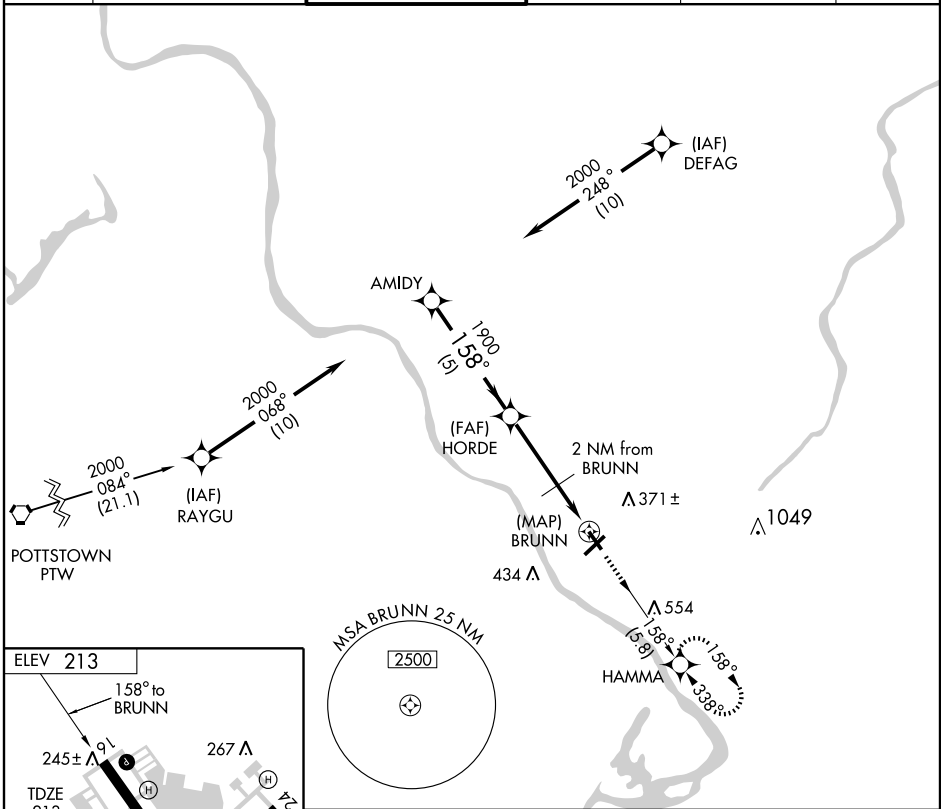 (IAF)
DEFAG
2000
248°
(10)
AMIDY
1900
158°
(5)
2000
068°
(10)
(FAF)
HORDE
2 NM from
BRUNN
2000
084°
(21.1)
(IAF)
RAYGU
371±
1049
(MAP)
BRUNN
POTTSTOWN
PTW
434
554
158°
(5.8)
MSA BRUNN 25 NM
2500
HAMMA
158°
338°
ELEV 213
158° to
BRUNN
16
245±
P
267
H
H
24
TDZE